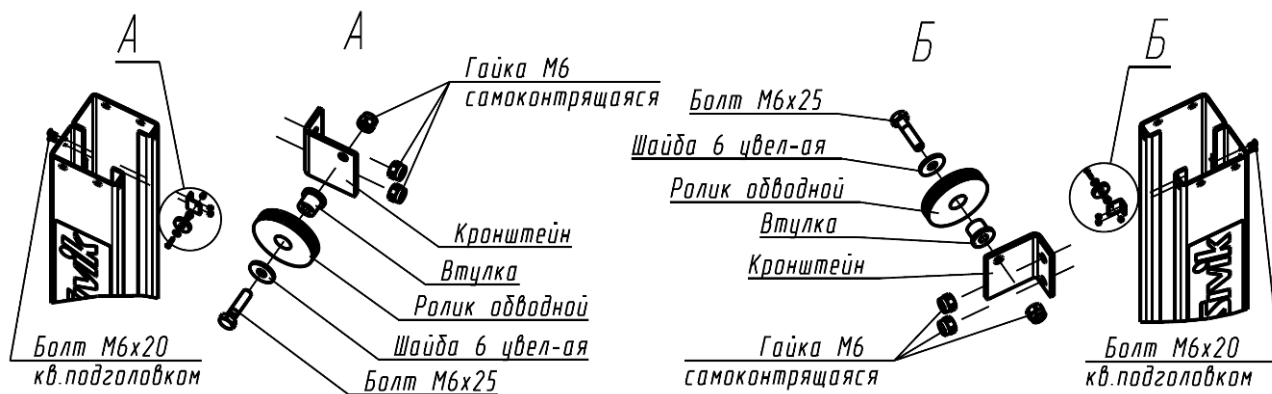 А
А
Гайка М6
самоконтрящаяся
Кронштейн
Втулка
Ролик обводной
Шайба 6 увел-ая
Болт М6х25
Болт М6х20
кв.подголовком
Б
Б
Болт М6х25
Шайба 6 увел-ая
Ролик обводной
Втулка
Кронштейн
Гайка М6
самоконтрящаяся
Болт М6х20
кв.подголовком